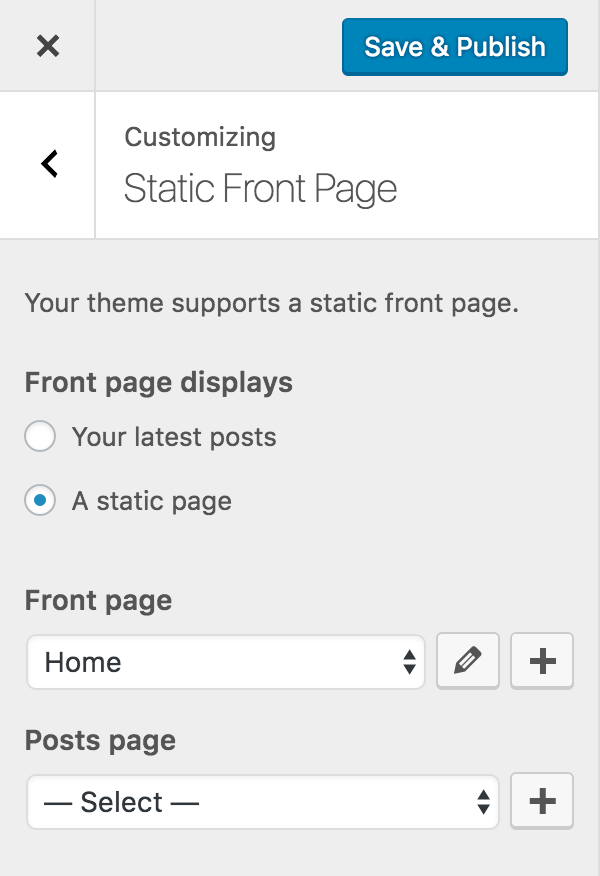 Save & Publish
Customizing
Static Front Page
Your theme supports a static front page.
Front page displays
Your latest posts
A static page
Front page
Home
Posts page
— Select —